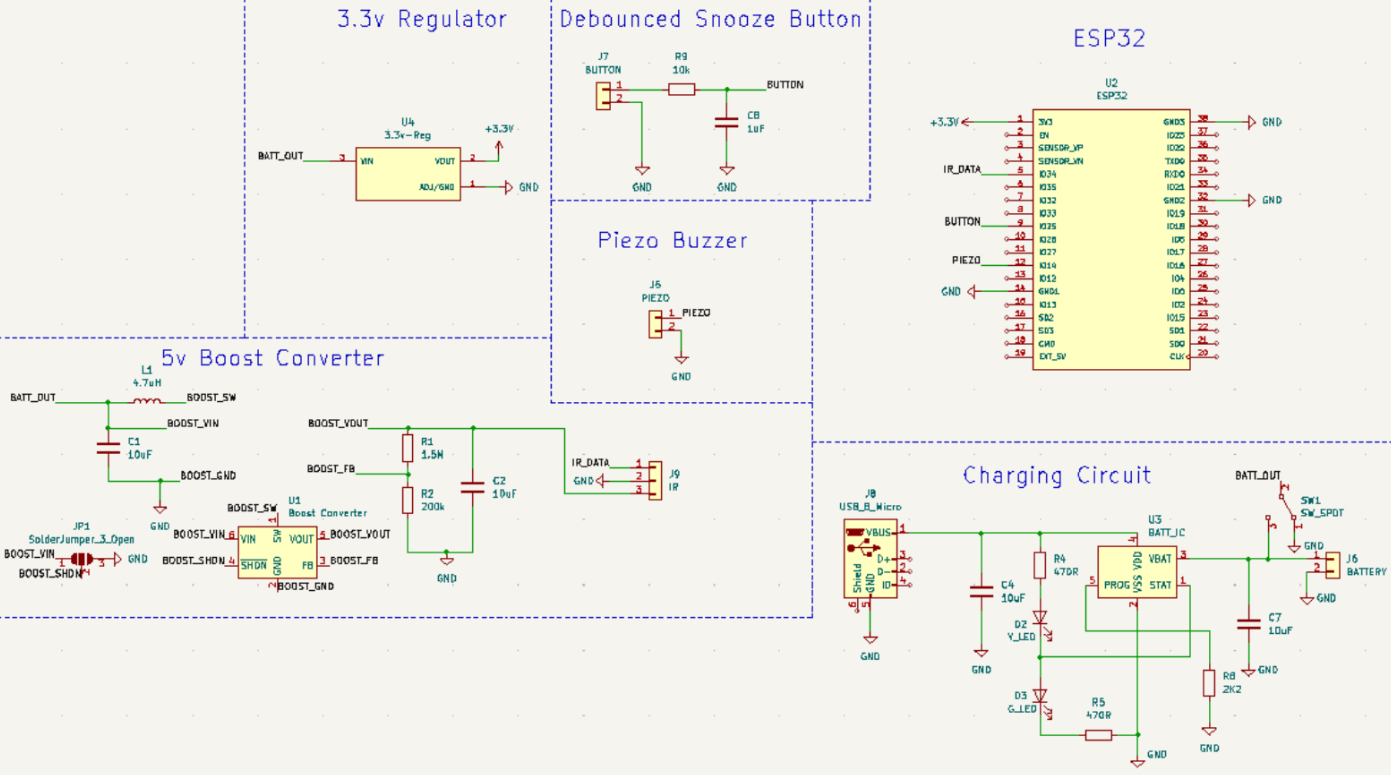 3.3v Regulator
U4
3.3v-Reg
BATT_OUT
3
VIN
VOUT
2
+3.3V
ADJ/GND
1
GND
Debounced Snooze Button
J7
BUTTON
1
2
R9
10k
BUTTON
C8
1uF
GND
GND
Piezo Buzzer
J5
PIEZO
1
PIEZO
2
GND
ESP32
U2
ESP32
+3.3V
1 3V3
2 EN
3 SENSOR_VP
4 SENSOR_VN
IR_DATA
5 IO34
6 IO35
7 IO32
8 IO33
BUTTON
9 IO25
10 IO26
11 IO27
PIEZO
12 IO14
13 IO12
GND
14 GND1
15 IO13
16 SD2
17 SD3
18 CMD
19 EXT_5V
GND3 38
GND
IO23 37
IO22 36
TXD0 35
RXD0 34
IO21 33
GND2 32
GND
IO19 31
IO18 30
IO5 29
IO17 28
IO16 27
IO4 26
IO0 25
IO2 24
IO15 23
SD1 22
SD0 21
CLK 20
5v Boost Converter
L1
4.7uH
BATT_OUT
BOOST_SW
BOOST_VIN
C1
10uF
BOOST_GND
GND
JP1
SolderJumper_3_Open
BOOST_VIN
1
3
GND
BOOST_SHDN
2
BOOST_SW
U1
Boost Converter
1
SW
BOOST_VIN
6
VIN
VOUT
5
BOOST_VOUT
BOOST_SHDN
4
SHDN
GND
FB
3
BOOST_FB
2
BOOST_GND
BOOST_VOUT
R1
1.5M
BOOST_FB
R2
200k
C2
10uF
GND
IR_DATA
1
GND
2
3
J9
IR
Charging Circuit
J8
USB_B_Micro
VBUS
1
D+
3
D-
2
ID
4
Shield
GND
6
5
GND
C4
10uF
GND
R4
470R
D2
Y_LED
D3
G_LED
R5
470R
GND
U3
BATT_IC
4
VDD
VBAT
3
5
PROG
VSS
STAT
1
2
R8
2K2
GND
BATT_OUT
2
SW1
SW_SPDT
3
1
GND
C7
10uF
GND
1
2
J6
BATTERY
GND